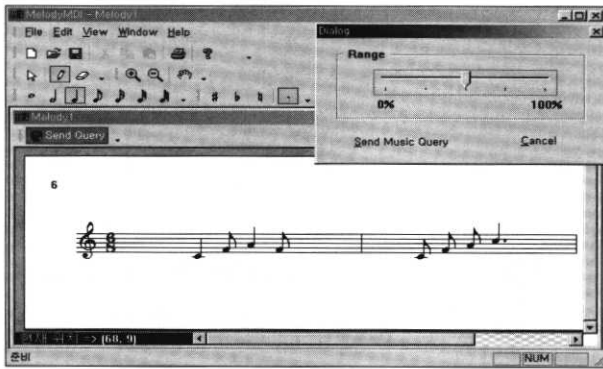 MelodyMDI - Melody1
File Edit View Window Help
Melody1
Send Query
6
=> [68, 9]
준비
NUM
Dialog
Range
0%
100%
Send Music Query
Cancel